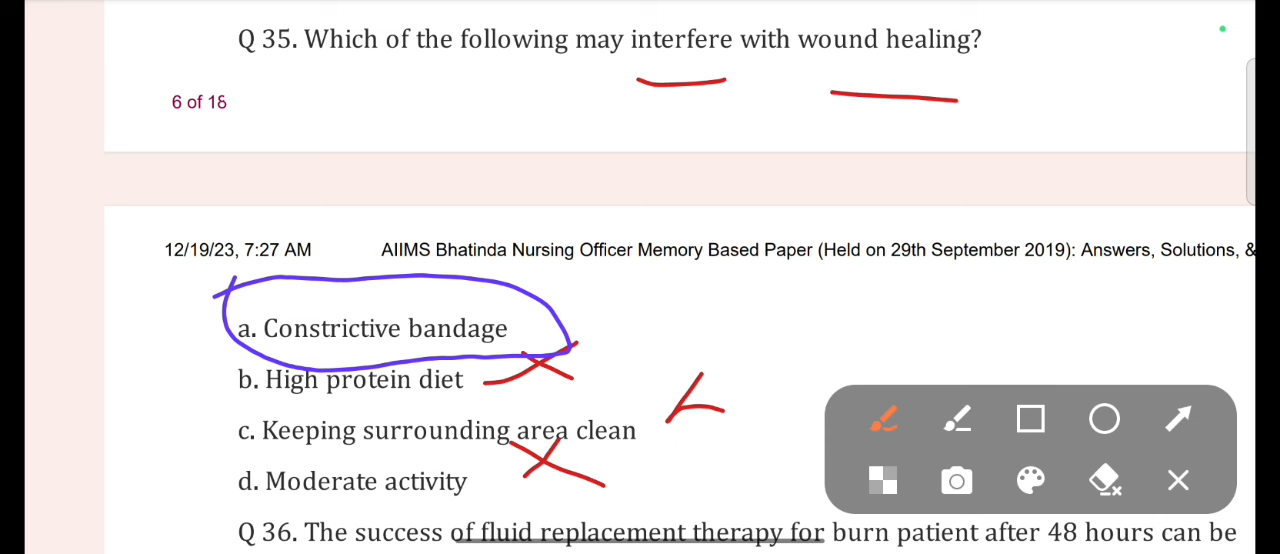 Q 35. Which of the following may interfere with wound healing?
6 of 18
12/19/23, 7:27 AM AIIMS Bhatinda Nursing Officer Memory Based Paper (Held on 29th September 2019): Answers, Solutions, &
a. Constrictive bandage
b. High protein diet
c. Keeping surrounding area clean
d. Moderate activity
Q 36. The success of fluid replacement therapy for burn patient after 48 hours can be